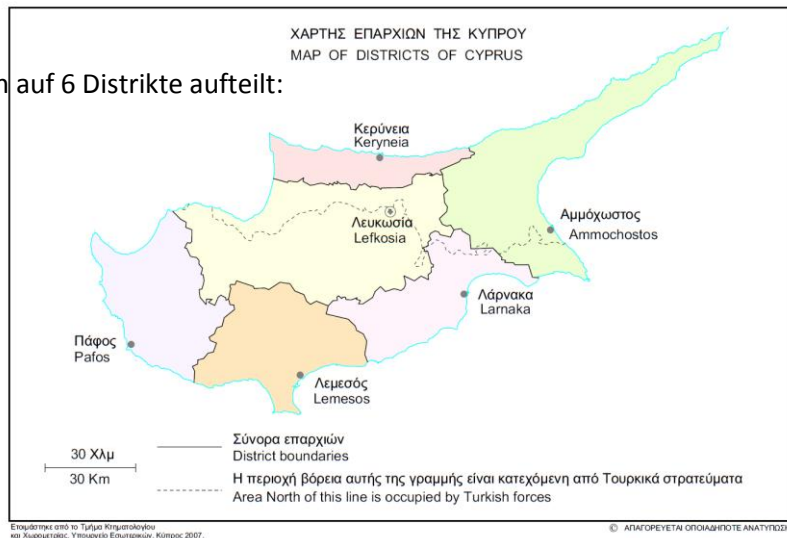 ΧΑΡΤΗΣ ΕΠΑΡΧΙΩΝ ΤΗΣ ΚΥΠΡΟΥ
MAP OF DISTRICTS OF CYPRUS
auf 6 Distrikte aufteilt:
Κερύνεια
Keryneia
Λευκωσία
Lefkosia
Αμμόχωστος
Ammochostos
Λάρνακα
Larnaka
Πάφος
Pafos
Λεμεσός
Lemesos
30 Χλμ
30 Km
Σύνορα επαρχιών
District boundaries
Η περιοχή βόρεια αυτής της γραμμής είναι κατεχόμενη από Τουρκικά στρατεύματα
Area North of this line is occupied by Turkish forces
Ετοιμάστηκε από το Τμήμα Κτηματολογίου
και Χωρομετρίας, Υπουργείο Εσωτερικών, Κύπρος 2007.
© ΑΠΑΓΟΡΕΥΕΤΑΙ ΟΠΟΙΑΔΗΠΟΤΕ ΑΝΑΤΥΠΩΣΗ